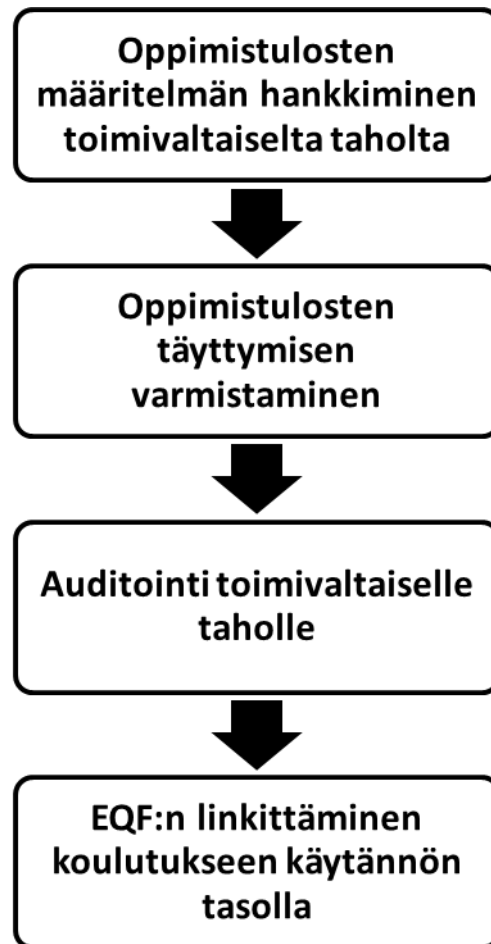 Oppimistulosten
määritelmän hankkiminen
toimivaltaiselta taholta
Oppimistulosten
täyttymisen
varmistaminen
Auditointi toimivaltaiselle
taholle
EQF:n linkittäminen
koulutukseen käytännön
tasolla